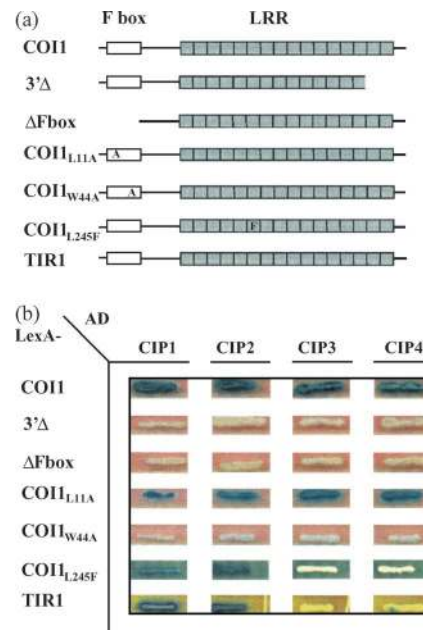 (a)
F box LRR
COI1
3'Δ
ΔFbox
COI1L11A
A
COI1W44A
A
COI1L245F
F
TIR1
(b)
AD
LexA-
CIP1 CIP2 CIP3 CIP4
COI1
3'Δ
ΔFbox
COI1L11A
COI1W44A
COI1L245F
TIR1